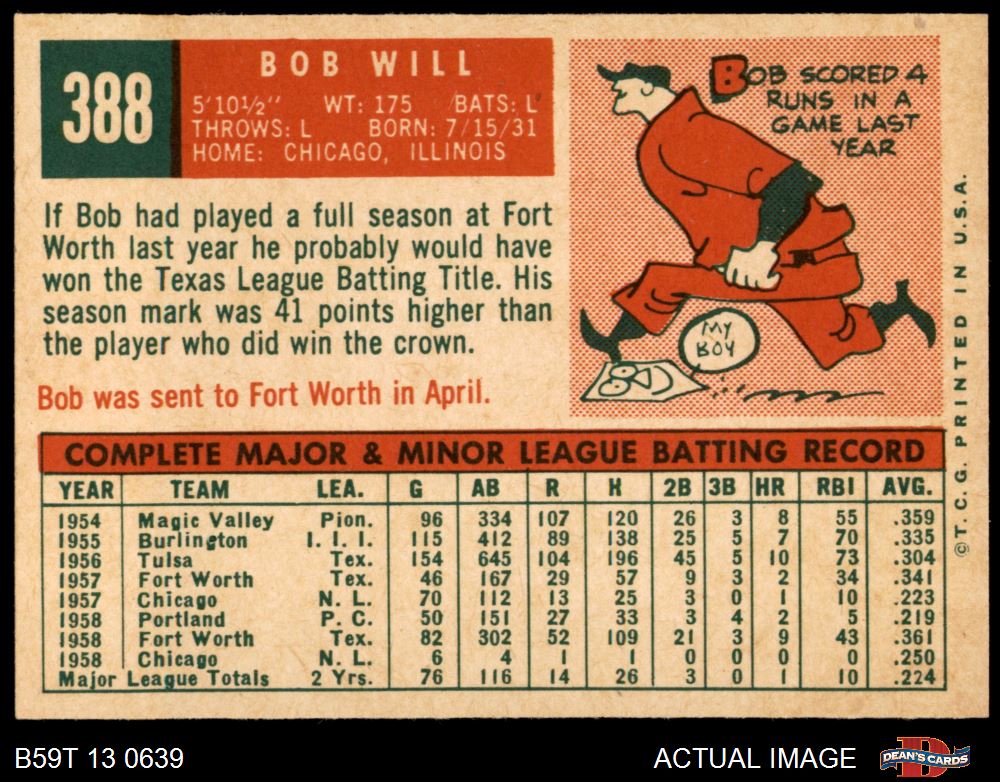 388
BOB WILL
5'10½" WT: 175 BATS: L
THROWS: L BORN: 7/15/31
HOME: CHICAGO, ILLINOIS
BOB SCORED 4
RUNS IN A
GAME LAST
YEAR
MY
BOY
If Bob had played a full season at Fort
Worth last year he probably would have
won the Texas League Batting Title. His
season mark was 41 points higher than
the player who did win the crown.
Bob was sent to Fort Worth in April.
COMPLETE MAJOR & MINOR LEAGUE BATTING RECORD
YEAR TEAM LEA. G AB R H 2B 3B HR RBI AVG.
1954 Magic Valley Pion. 96 334 107 120 26 3 8 55 .359
1955 Burlington I. I. I. 115 412 89 138 25 5 7 70 .335
1956 Tulsa Tex. 154 645 104 196 45 5 10 73 .304
1957 Fort Worth Tex. 46 167 29 57 9 3 2 34 .341
1957 Chicago N. L. 70 112 13 25 3 0 1 10 .223
1958 Portland P. C. 50 151 27 33 3 4 2 5 .219
1958 Fort Worth Tex. 82 302 52 109 21 3 9 43 .361
1958 Chicago N. L. 6 4 1 1 0 0 0 0 .250
Major League Totals 2 Yrs. 76 116 14 26 3 0 1 10 .224
©T. C. G. PRINTED IN U.S.A.
B59T 13 0639
ACTUAL IMAGE
DEAN'S CARDS